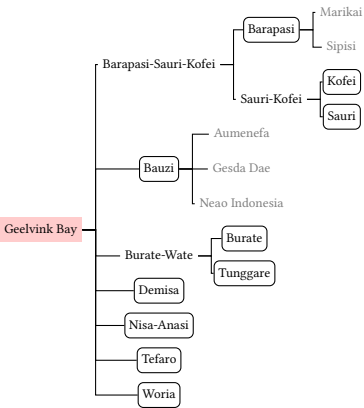 Marikai
Barapasi
Sipisi
Barapasi-Sauri-Kofei
Kofei
Sauri-Kofei
Sauri
Aumenefa
Bauzi
Gesda Dae
Neao Indonesia
Geelvink Bay
Burate
Burate-Wate
Tunggare
Demisa
Nisa-Anasi
Tefaro
Woria